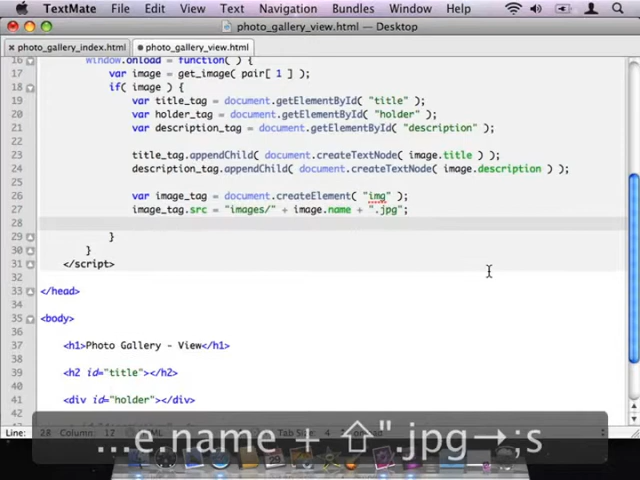 TextMate File Edit View Text Navigation Bundles Window Help
photo_gallery_view.html — Desktop
photo_gallery_index.html photo_gallery_view.html
16 window.onload = function( ) {
17 var image = get_image( pair[ 1 ] );
18 if( image ) {
19 var title_tag = document.getElementById( "title" );
20 var holder_tag = document.getElementById( "holder" );
21 var description_tag = document.getElementById( "description" );
22
23 title_tag.appendChild( document.createTextNode( image.title ) );
24 description_tag.appendChild( document.createTextNode( image.description ) );
25
26 var image_tag = document.createElement( "img" );
27 image_tag.src = "images/" + image.name + ".jpg";
28
29 }
30 }
31 </script>
32
33 </head>
34
35 <body>
36
37 <h1>Photo Gallery - View</h1>
38
39 <h2 id="title"></h2>
40
41 <div id="holder"></div>
42
Line: 28 Column: 17
...e.name + ⇧".jpg→;s